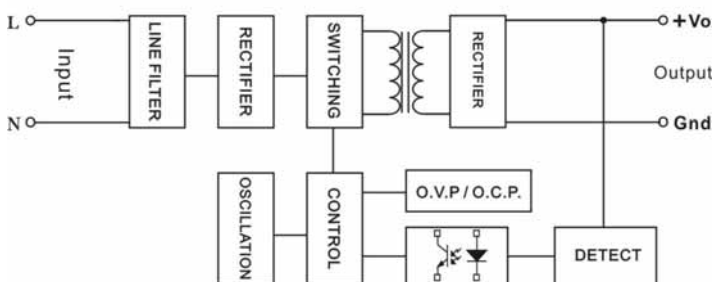 L
N
Input
LINE FILTER
RECTIFIER
SWITCHING
RECTIFIER
+Vo
Output
Gnd
OSCILLATION
CONTROL
O.V.P / O.C.P.
DETECT